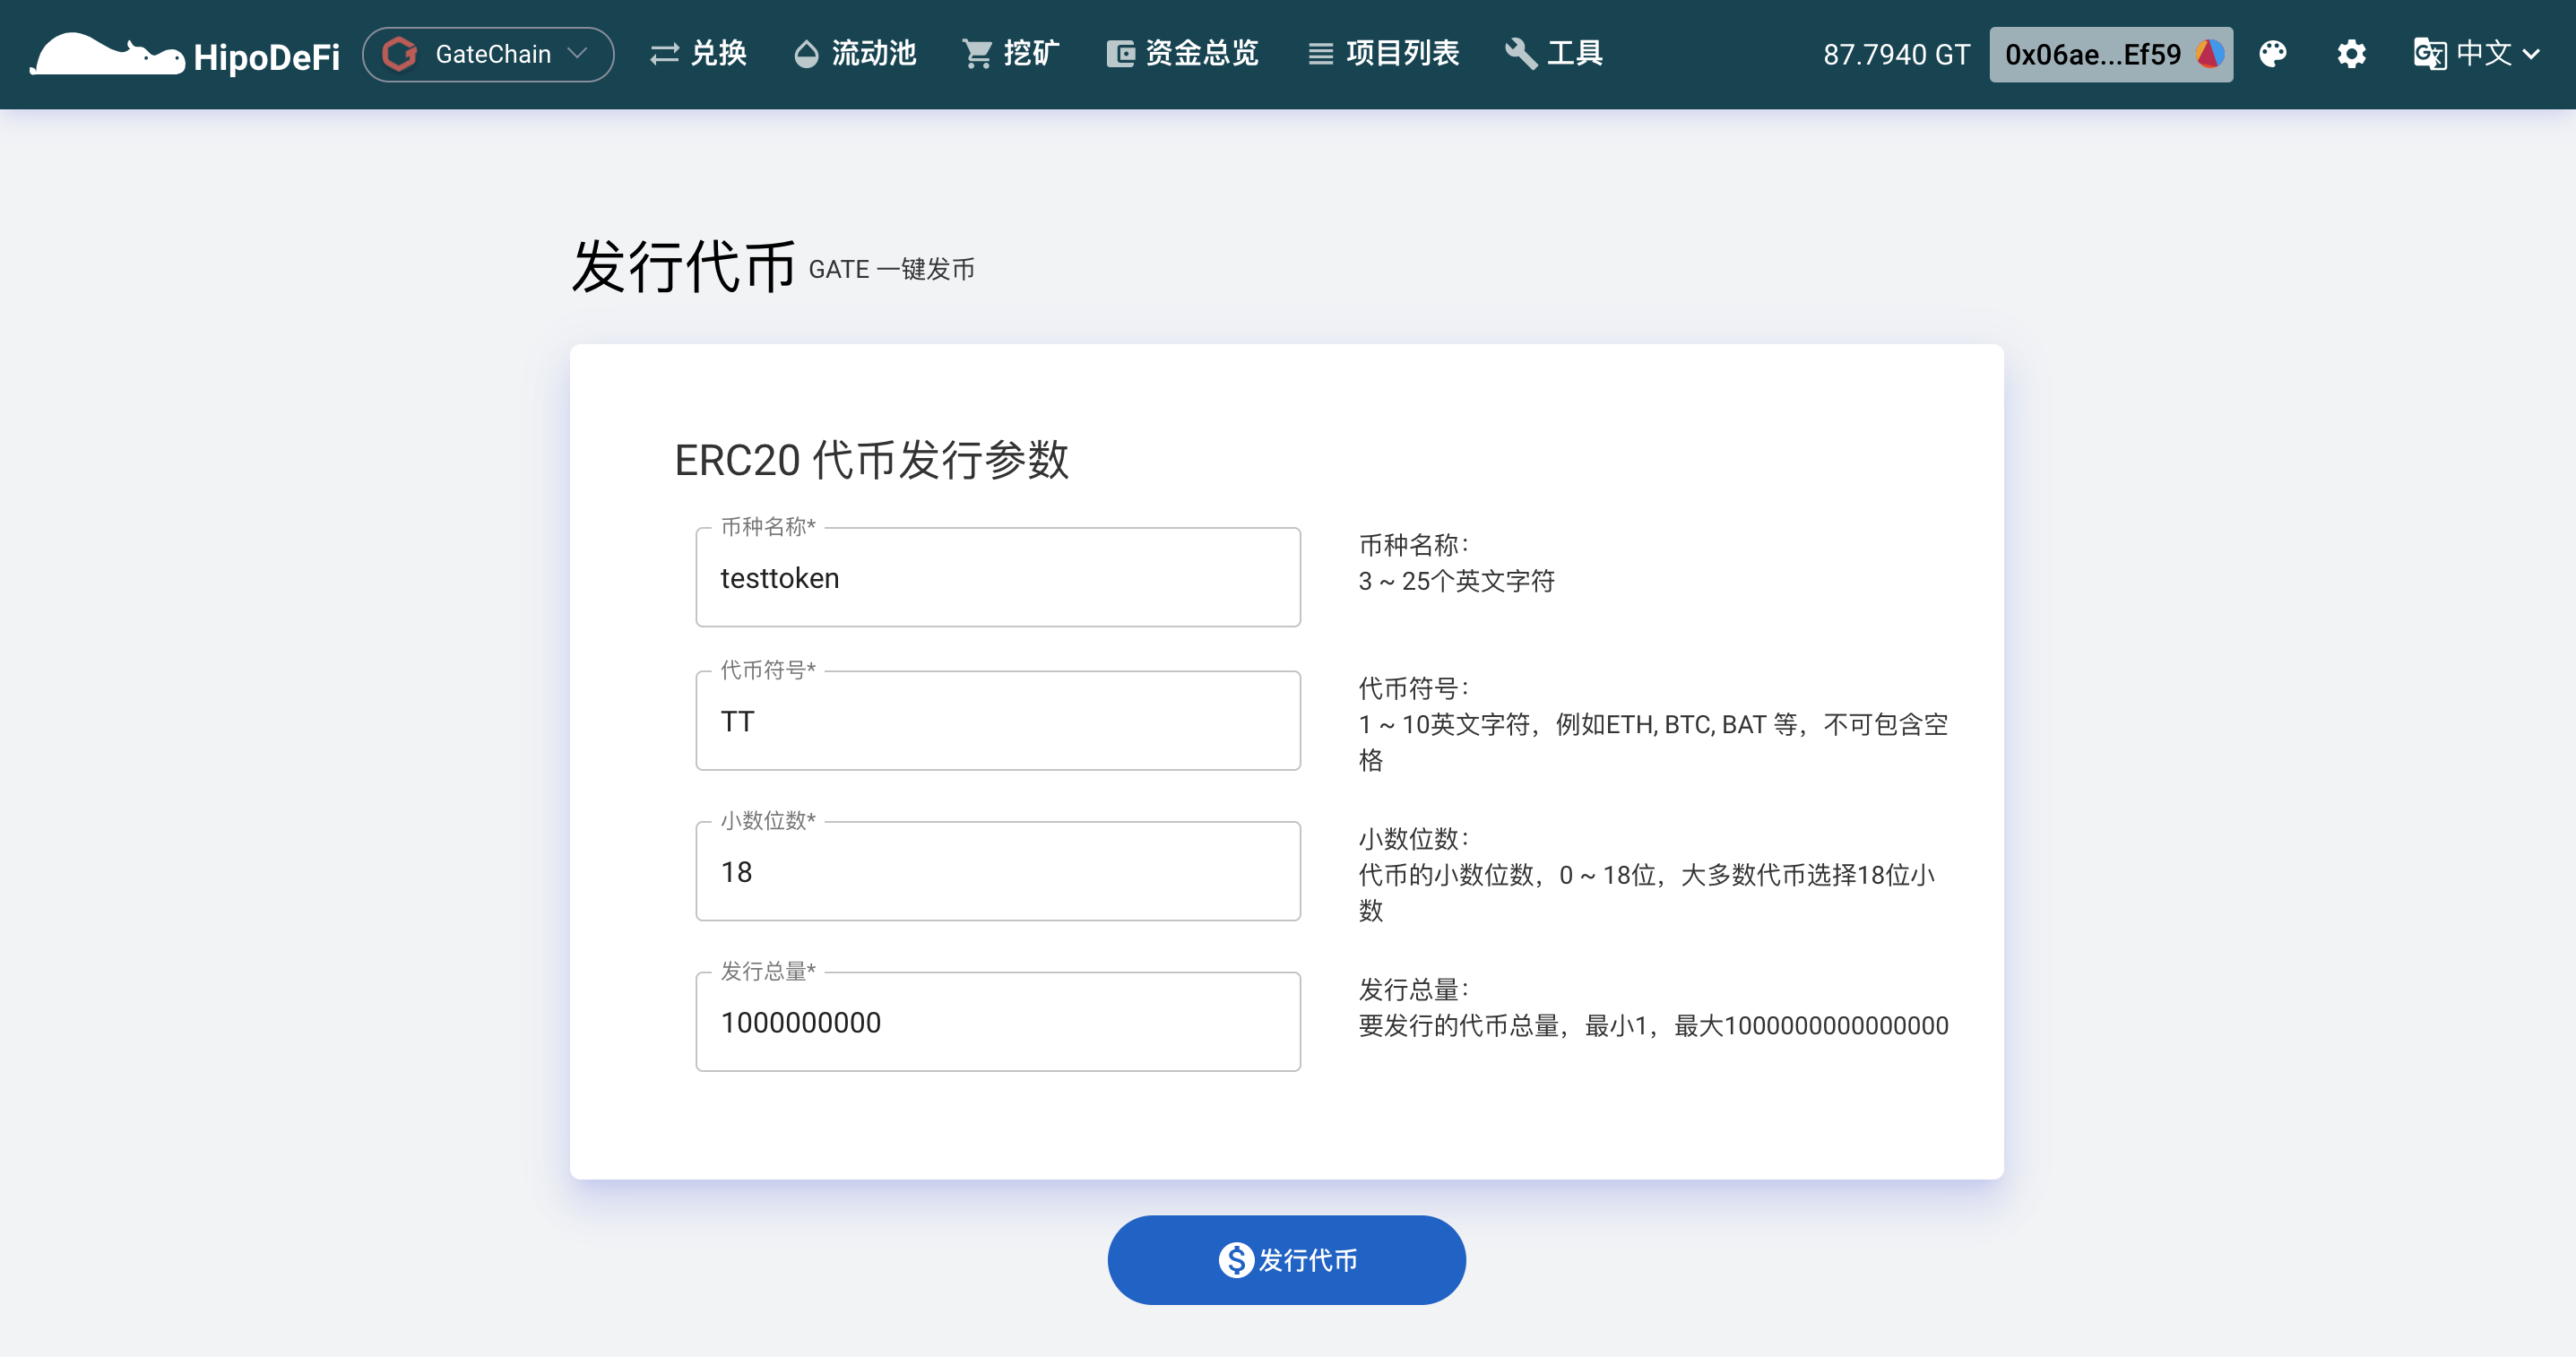 HipoDeFi GateChain 兑换 流动池 挖矿 资金总览 项目列表 工具 87.7940 GT 0x06ae...Ef59 中文
发行代币 GATE 一键发币
ERC20 代币发行参数
币种名称*
testtoken
币种名称：
3 ~ 25个英文字符
代币符号*
TT
代币符号：
1 ~ 10英文字符，例如ETH, BTC, BAT 等，不可包含空
格
小数位数*
18
小数位数：
代币的小数位数，0 ~ 18位，大多数代币选择18位小
数
发行总量*
1000000000
发行总量：
要发行的代币总量，最小1，最大1000000000000000
发行代币